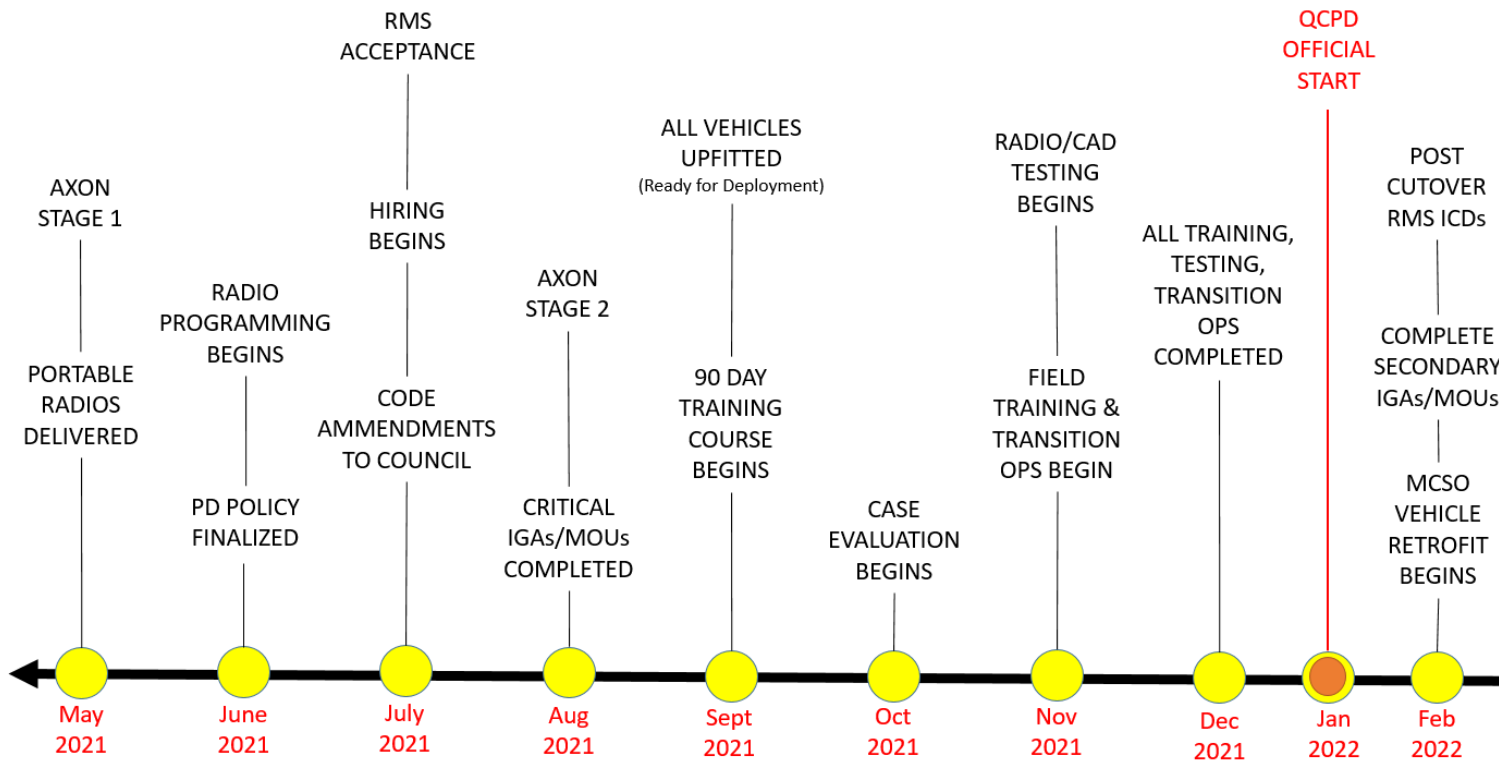 AXON
STAGE 1
PORTABLE
RADIOS
DELIVERED
May
2021
RADIO
PROGRAMMING
BEGINS
PD POLICY
FINALIZED
June
2021
RMS
ACCEPTANCE
HIRING
BEGINS
CODE
AMMENDMENTS
TO COUNCIL
July
2021
AXON
STAGE 2
CRITICAL
IGAs/MOUs
COMPLETED
Aug
2021
ALL VEHICLES
UPFITTED
(Ready for Deployment)
90 DAY
TRAINING
COURSE
BEGINS
Sept
2021
CASE
EVALUATION
BEGINS
Oct
2021
RADIO/CAD
TESTING
BEGINS
FIELD
TRAINING &
TRANSITION
OPS BEGIN
Nov
2021
ALL TRAINING,
TESTING,
TRANSITION
OPS
COMPLETED
Dec
2021
QCPD
OFFICIAL
START
Jan
2022
POST
CUTOVER
RMS ICDs
COMPLETE
SECONDARY
IGAs/MOUs
MCSO
VEHICLE
RETROFIT
BEGINS
Feb
2022